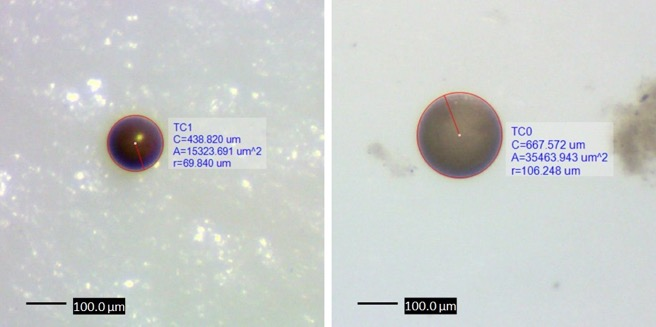 TC1
C=438.820 um
A=15323.691 um^2
r=69.840 um
100.0 µm
TC0
C=667.572 um
A=35463.943 um^2
r=106.248 um
100.0 µm